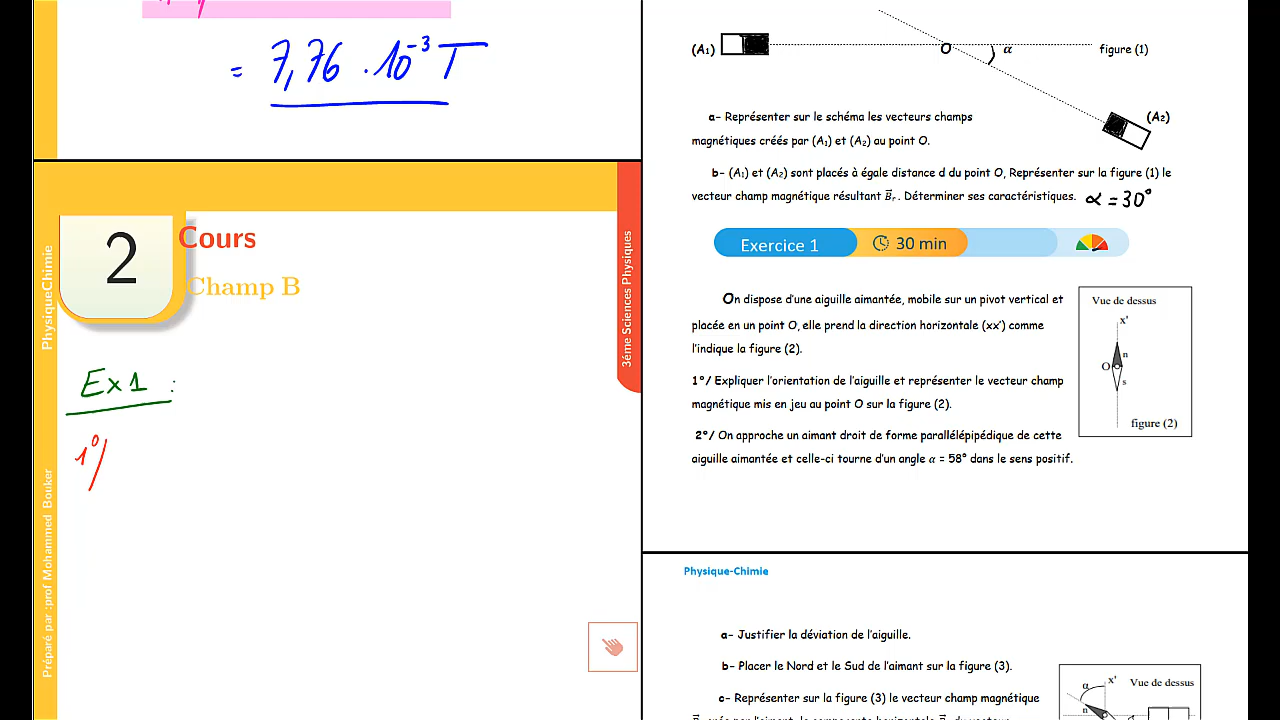 = 7,76 . 10⁻³ T
PhysiqueChimie
2
Cours
Champ B
3éme Sciences Physiques
Ex1 :
1°/
Préparé par :prof Mohammed Bouker
(A₁)
O
α
figure (1)
(A₂)
a- Représenter sur le schéma les vecteurs champs
magnétiques créés par (A₁) et (A₂) au point O.
b- (A₁) et (A₂) sont placés à égale distance d du point O, Représenter sur la figure (1) le
vecteur champ magnétique résultant B⃗ᵣ. Déterminer ses caractéristiques. α = 30°
Exercice 1
30 min
On dispose d'une aiguille aimantée, mobile sur un pivot vertical et
placée en un point O, elle prend la direction horizontale (xx') comme
l'indique la figure (2).
1°/ Expliquer l'orientation de l'aiguille et représenter le vecteur champ
magnétique mis en jeu au point O sur la figure (2).
2°/ On approche un aimant droit de forme parallélépipédique de cette
aiguille aimantée et celle-ci tourne d'un angle α = 58° dans le sens positif.
Vue de dessus
x'
n
O
s
figure (2)
Physique-Chimie
a- Justifier la déviation de l'aiguille.
b- Placer le Nord et le Sud de l'aimant sur la figure (3).
c- Représenter sur la figure (3) le vecteur champ magnétique
α
x'
Vue de dessus
n